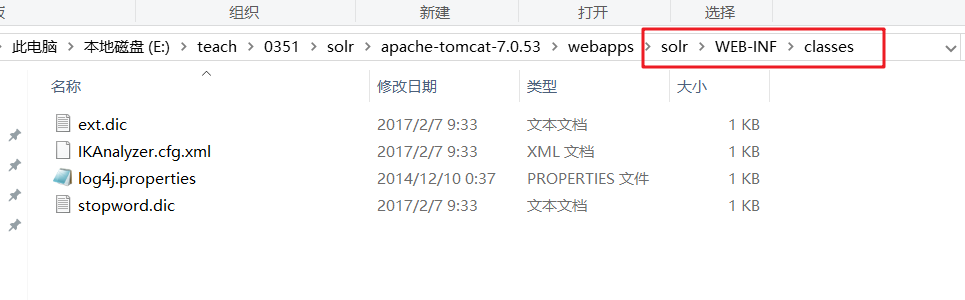 组织 新建 打开 选择
此电脑 › 本地磁盘 (E:) › teach › 0351 › solr › apache-tomcat-7.0.53 › webapps › solr › WEB-INF › classes
名称 修改日期 类型 大小
ext.dic 2017/2/7 9:33 文本文档 1 KB
IKAnalyzer.cfg.xml 2017/2/7 9:33 XML 文档 1 KB
log4j.properties 2014/12/10 0:37 PROPERTIES 文件 1 KB
stopword.dic 2017/2/7 9:33 文本文档 1 KB